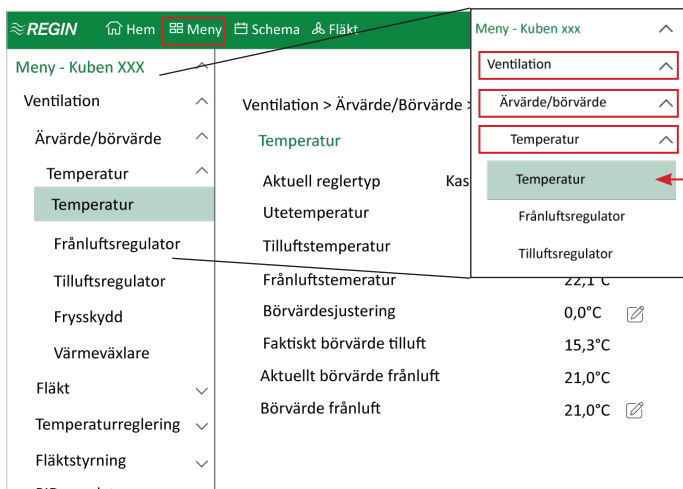 REGIN Hem Meny Schema Fläkt
Meny - Kuben XXX
Ventilation
Ärvärde/börvärde
Temperatur
Temperatur
Frånluftsregulator
Tilluftsregulator
Frysskydd
Värmeväxlare
Fläkt
Temperaturreglering
Fläktstyrning
Ventilation > Ärvärde/Börvärde >
Temperatur
Aktuell reglertyp Kas
Utetemperatur
Tilluftstemperatur
Frånluftstemeratur 22,1°C
Börvärdesjustering 0,0°C
Faktiskt börvärde tilluft 15,3°C
Aktuellt börvärde frånluft 21,0°C
Börvärde frånluft 21,0°C
Meny - Kuben xxx
Ventilation
Ärvärde/börvärde
Temperatur
Temperatur
Frånluftsregulator
Tilluftsregulator